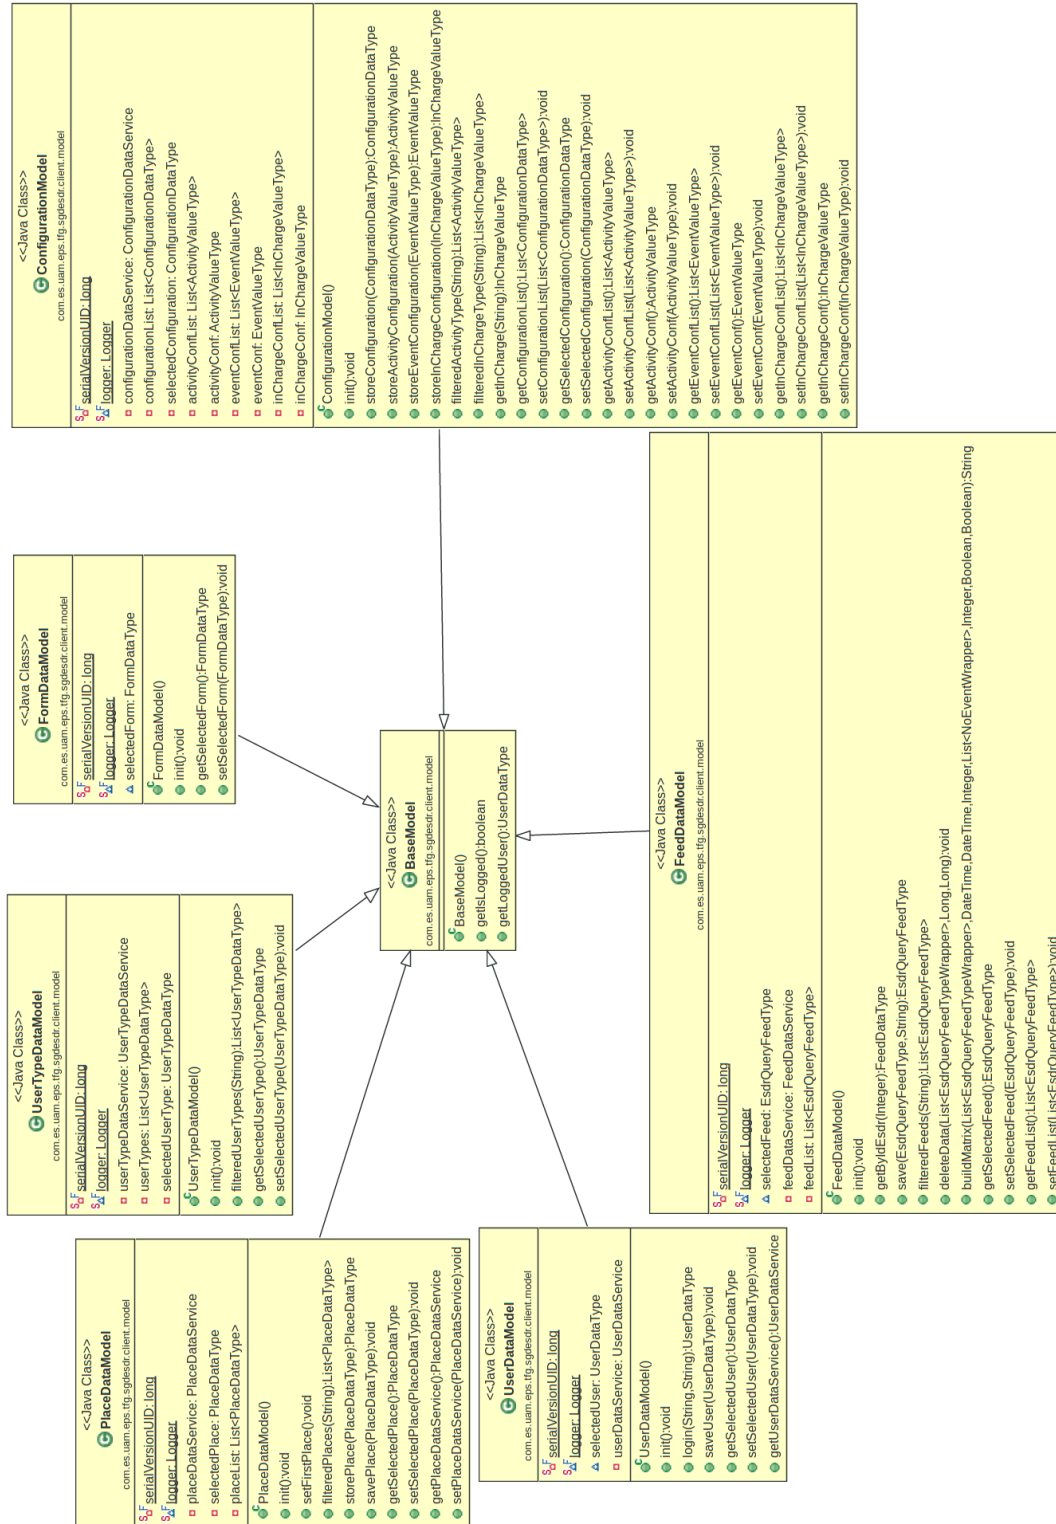 <<Java Class>>
PlaceDataModel
com.es.uam.eps.tfg.sgdesdr.client.model
serialVersionUID: long
logger: Logger
placeDataService: PlaceDataService
selectedPlace: PlaceDataType
placeList: List<PlaceDataType>
PlaceDataModel()
init():void
setFirstPlace():void
filteredPlaces(String):List<PlaceDataType>
storePlace(PlaceDataType):PlaceDataType
savePlace(PlaceDataType):void
getSelectedPlace():PlaceDataType
setSelectedPlace(PlaceDataType):void
getPlaceDataService():PlaceDataService
setPlaceDataService(PlaceDataService):void
<<Java Class>>
UserTypeDataModel
com.es.uam.eps.tfg.sgdesdr.client.model
serialVersionUID: long
logger: Logger
userTypeDataService: UserTypeDataService
userTypes: List<UserTypeDataType>
selectedUserType: UserTypeDataType
UserTypeDataModel()
init():void
filteredUserTypes(String):List<UserTypeDataType>
getSelectedUserType():UserTypeDataType
setSelectedUserType(UserTypeDataType):void
<<Java Class>>
FormDataModel
com.es.uam.eps.tfg.sgdesdr.client.model
serialVersionUID: long
logger: Logger
selectedForm: FormDataType
FormDataModel()
init():void
getSelectedForm():FormDataType
setSelectedForm(FormDataType):void
<<Java Class>>
ConfigurationModel
com.es.uam.eps.tfg.sgdesdr.client.model
serialVersionUID: long
logger: Logger
configurationDataService: ConfigurationDataService
configurationList: List<ConfigurationDataType>
selectedConfiguration: ConfigurationDataType
activityConfList: List<ActivityValueType>
activityConf: ActivityValueType
eventConfList: List<EventValueType>
eventConf: EventValueType
inChargeConfList: List<InChargeValueType>
inChargeConf: InChargeValueType
ConfigurationModel()
init():void
storeConfiguration(ConfigurationDataType):ConfigurationDataType
storeActivityConfiguration(ActivityValueType):ActivityValueType
storeEventConfiguration(EventValueType):EventValueType
storeInChargeConfiguration(InChargeValueType):InChargeValueType
filteredActivityType(String):List<ActivityValueType>
filteredInChargeType(String):List<InChargeValueType>
getInCharge(String):InChargeValueType
getConfigurationList():List<ConfigurationDataType>
setConfigurationList(List<ConfigurationDataType>):void
getSelectedConfiguration():ConfigurationDataType
setSelectedConfiguration(ConfigurationDataType):void
getActivityConfList():List<ActivityValueType>
setActivityConfList(List<ActivityValueType>):void
getActivityConf():ActivityValueType
setActivityConf(ActivityValueType):void
getEventConfList():List<EventValueType>
setEventConfList(List<EventValueType>):void
getEventConf():EventValueType
setEventConf(EventValueType):void
getInChargeConfList():List<InChargeValueType>
setInChargeConfList(List<InChargeValueType>):void
getInChargeConf():InChargeValueType
setInChargeConf(InChargeValueType):void
<<Java Class>>
BaseModel
com.es.uam.eps.tfg.sgdesdr.client.model
BaseModel()
getIsLogged():boolean
getLoggedUser():UserDataType
<<Java Class>>
UserDataModel
com.es.uam.eps.tfg.sgdesdr.client.model
serialVersionUID: long
logger: Logger
selectedUser: UserDataType
userDataService: UserDataService
UserDataModel()
init():void
login(String,String):UserDataType
saveUser(UserDataType):void
getSelectedUser():UserDataType
setSelectedUser(UserDataType):void
getUserDataService():UserDataService
<<Java Class>>
FeedDataModel
com.es.uam.eps.tfg.sgdesdr.client.model
serialVersionUID: long
logger: Logger
selectedFeed: EsdrQueryFeedType
feedDataService: FeedDataService
feedList: List<EsdrQueryFeedType>
FeedDataModel()
init():void
getByIdEsdr(Integer):FeedDataType
save(EsdrQueryFeedType,String):EsdrQueryFeedType
filteredFeeds(String):List<EsdrQueryFeedType>
deleteData(List<EsdrQueryFeedTypeWrapper>,Long,Long):void
buildMatrix(List<EsdrQueryFeedTypeWrapper>,DateTime,DateTime,Integer,List<NoEventWrapper>,Integer,Boolean):String
getSelectedFeed():EsdrQueryFeedType
setSelectedFeed(EsdrQueryFeedType):void
getFeedList():List<EsdrQueryFeedType>
setFeedList(List<EsdrQueryFeedType>):void